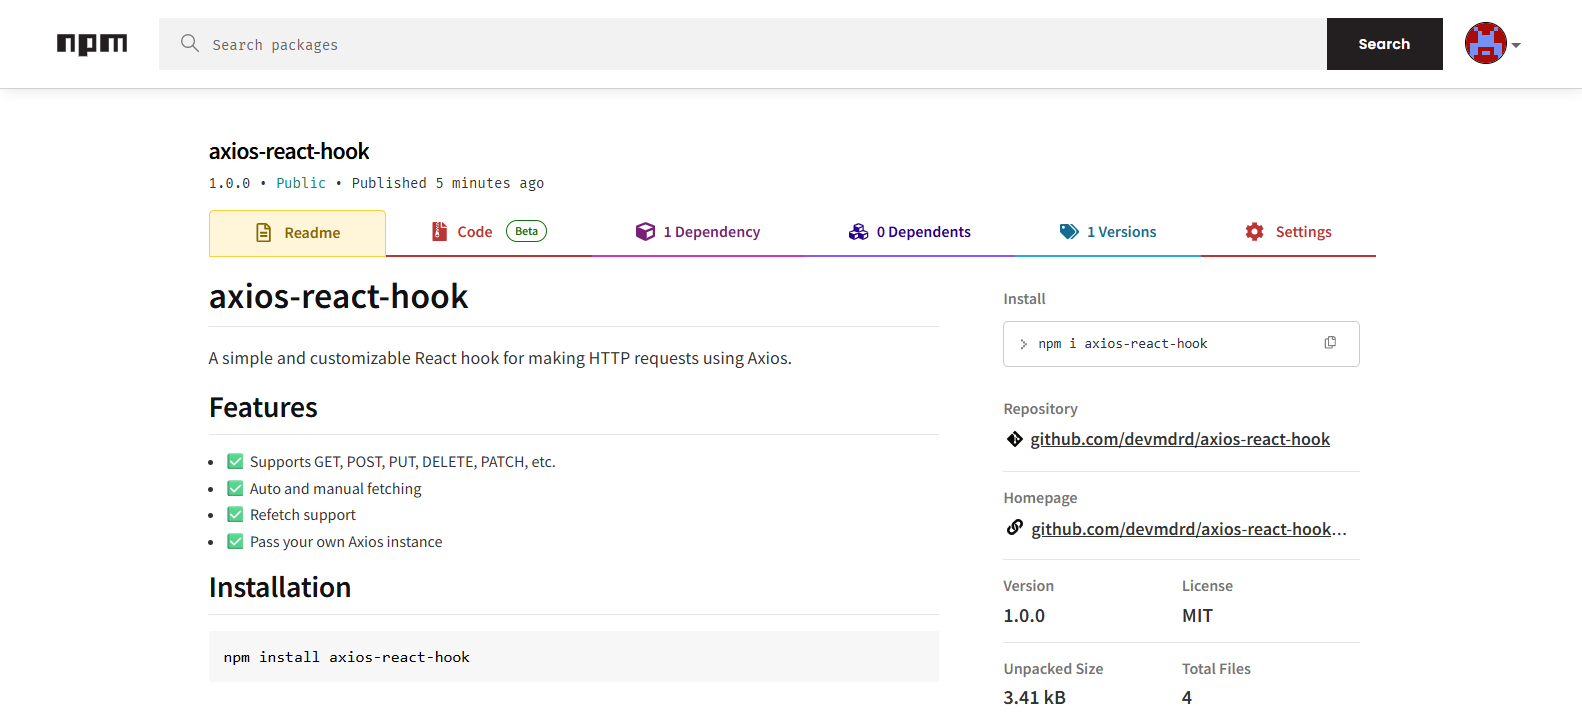 npm
Search packages
Search
axios-react-hook
1.0.0 • Public • Published 5 minutes ago
Readme
Code Beta
1 Dependency
0 Dependents
1 Versions
Settings
axios-react-hook
A simple and customizable React hook for making HTTP requests using Axios.
Features
• ✅ Supports GET, POST, PUT, DELETE, PATCH, etc.
• ✅ Auto and manual fetching
• ✅ Refetch support
• ✅ Pass your own Axios instance
Installation
npm install axios-react-hook
Install
> npm i axios-react-hook
Repository
github.com/devmdrd/axios-react-hook
Homepage
github.com/devmdrd/axios-react-hook...
Version
1.0.0
License
MIT
Unpacked Size
3.41 kB
Total Files
4